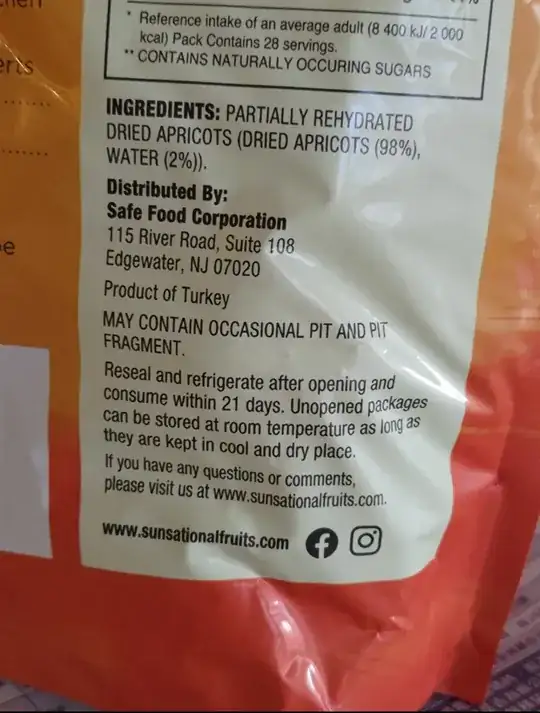 * Reference intake of an average adult (8 400 kJ/ 2 000
kcal) Pack Contains 28 servings.
** CONTAINS NATURALLY OCCURING SUGARS
INGREDIENTS: PARTIALLY REHYDRATED
DRIED APRICOTS (DRIED APRICOTS (98%),
WATER (2%)).
Distributed By:
Safe Food Corporation
115 River Road, Suite 108
Edgewater, NJ 07020
Product of Turkey
MAY CONTAIN OCCASIONAL PIT AND PIT
FRAGMENT.
Reseal and refrigerate after opening and
consume within 21 days. Unopened packages
can be stored at room temperature as long as
they are kept in cool and dry place.
If you have any questions or comments,
please visit us at www.sunsationalfruits.com.
www.sunsationalfruits.com